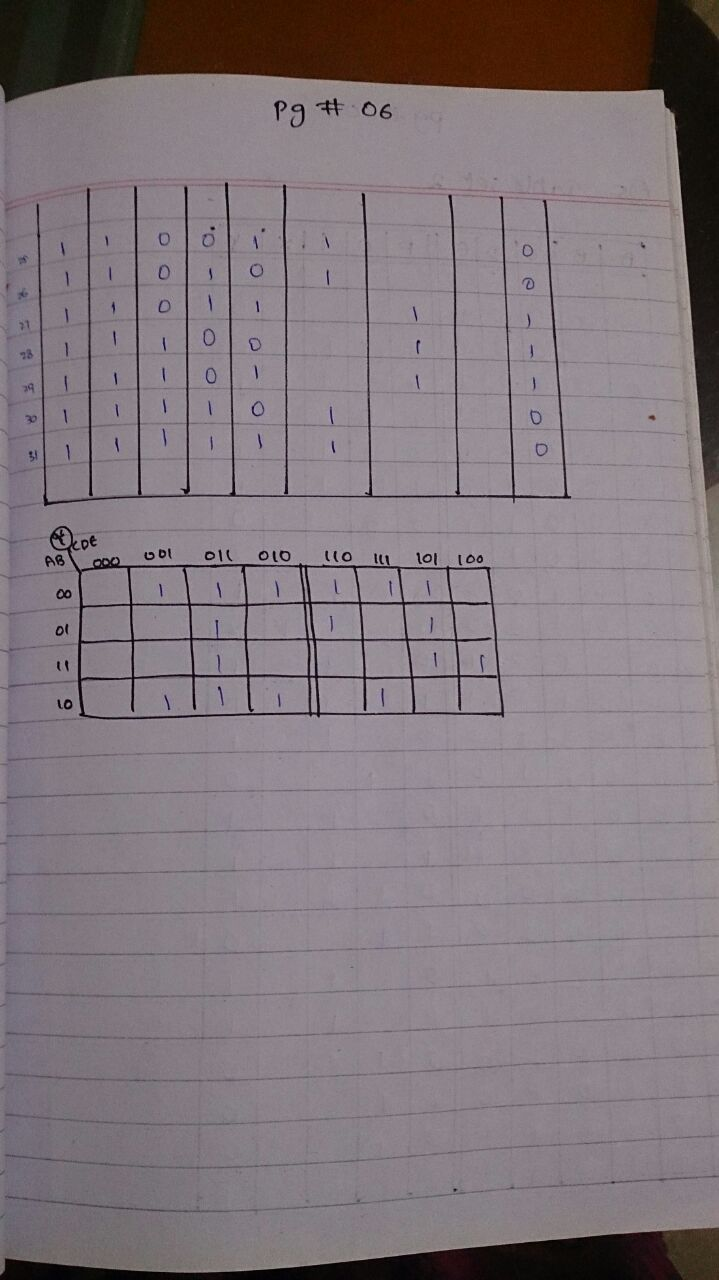 Pg # 06
25 1 1 0 0 1 1 0
26 1 1 0 1 0 1 0
27 1 1 0 1 1 1 1
28 1 1 1 0 0 1 1
29 1 1 1 0 1 1 1
30 1 1 1 1 0 1 0
31 1 1 1 1 1 1 0
CDE
AB 000 001 011 010 110 111 101 100
00 1 1 1 1 1 1
01 1 1 1
11 1 1 1
10 1 1 1 1